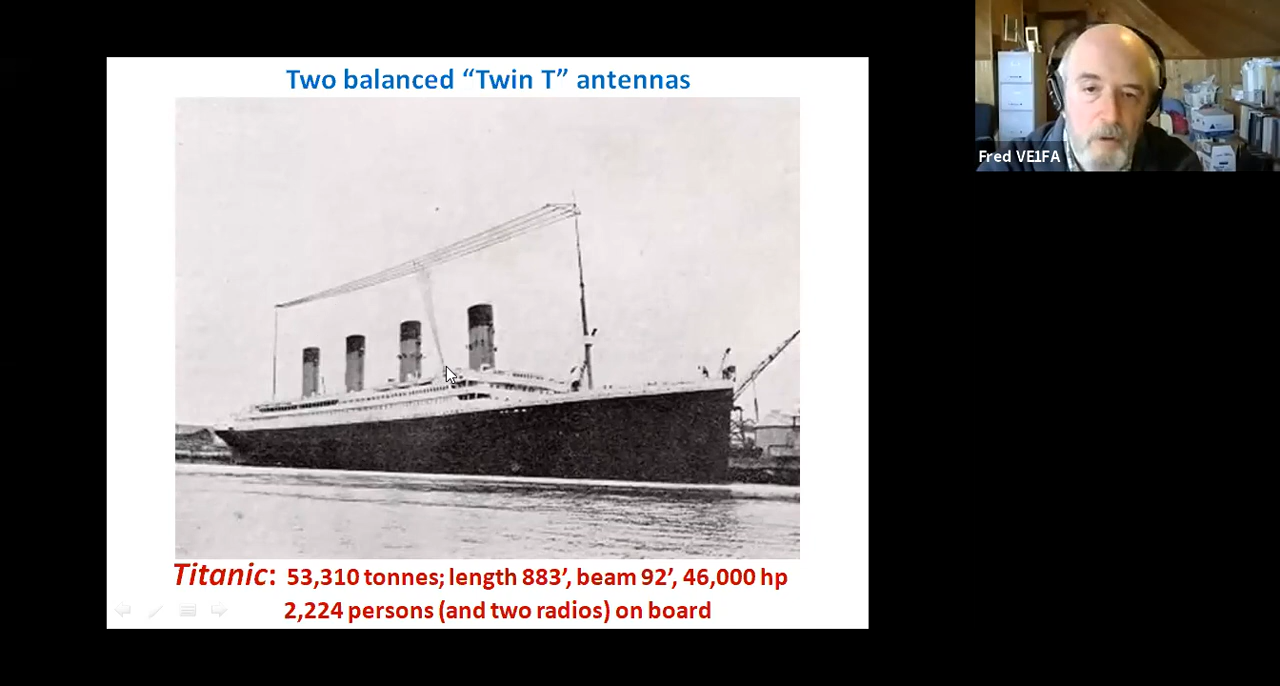 Two balanced “Twin T” antennas
Fred VE1FA
Titanic: 53,310 tonnes; length 883’, beam 92’, 46,000 hp
2,224 persons (and two radios) on board